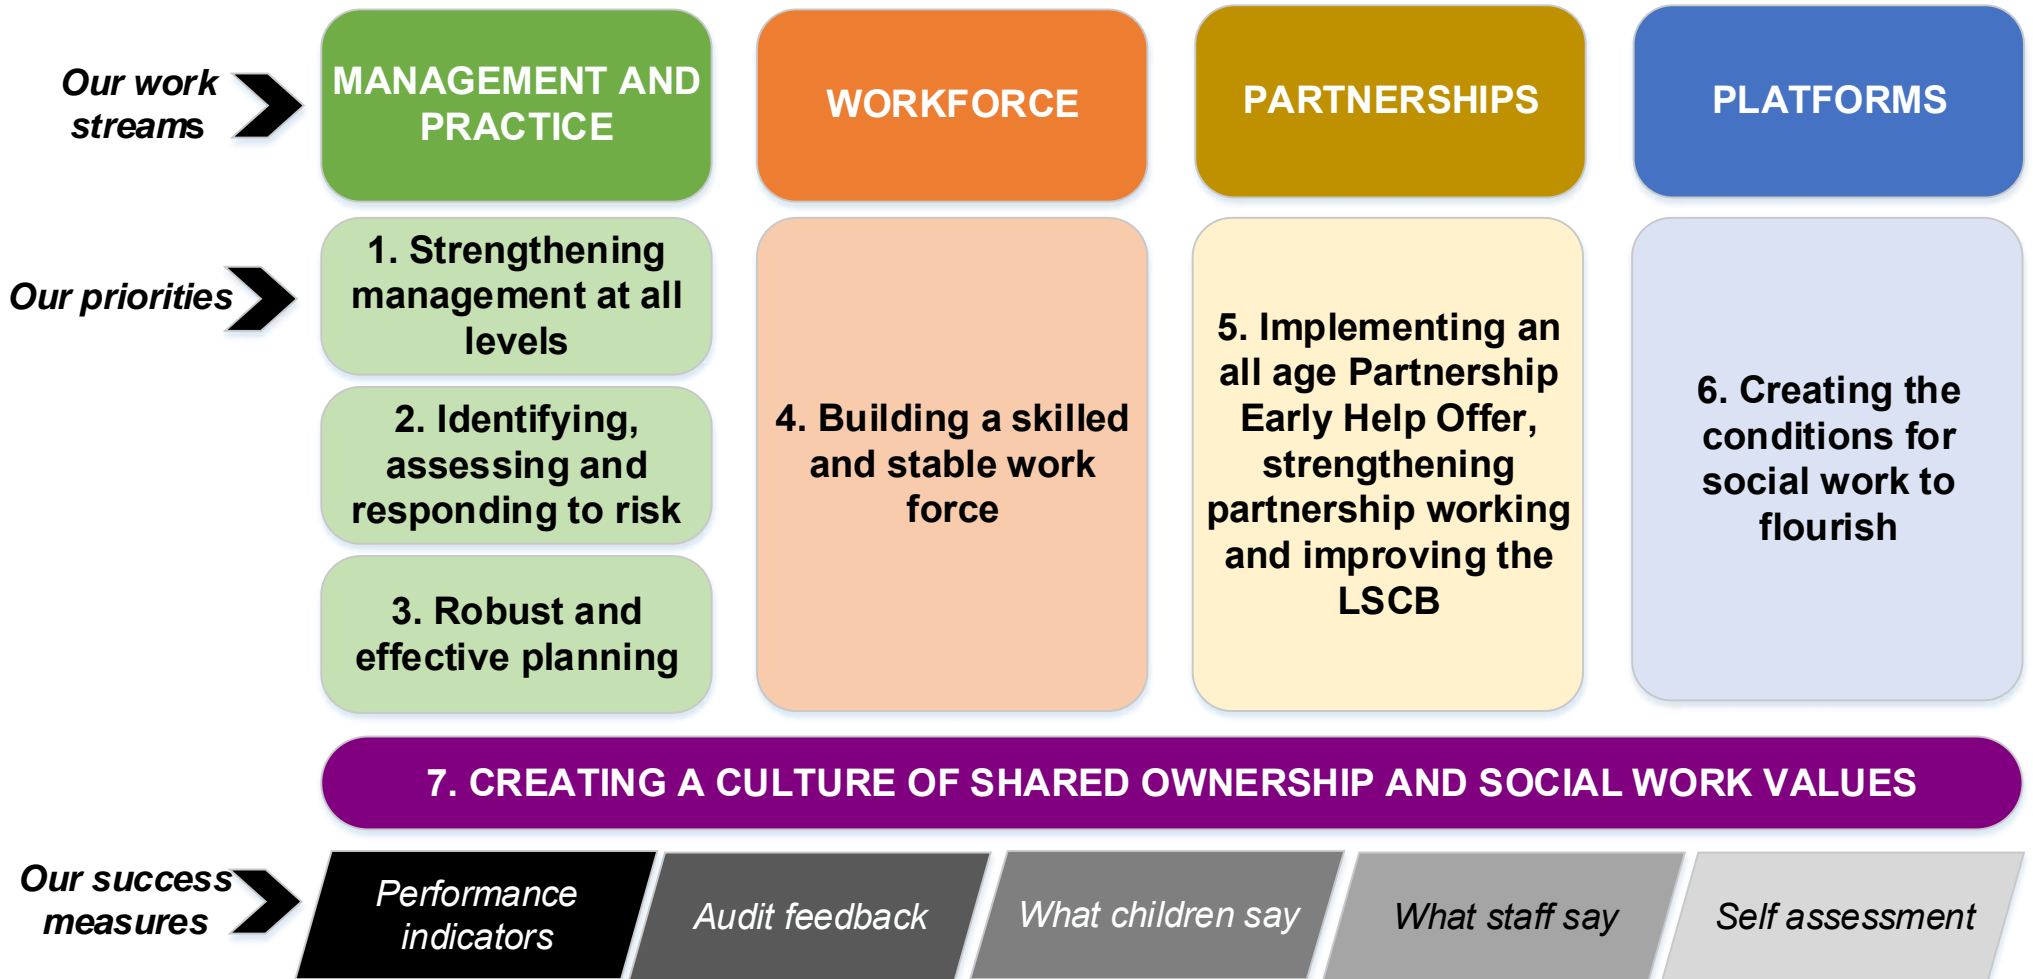 Our work
streams
MANAGEMENT AND
PRACTICE
WORKFORCE
PARTNERSHIPS
PLATFORMS
Our priorities
1. Strengthening
management at all
levels
2. Identifying,
assessing and
responding to risk
3. Robust and
effective planning
4. Building a skilled
and stable work
force
5. Implementing an
all age Partnership
Early Help Offer,
strengthening
partnership working
and improving the
LSCB
6. Creating the
conditions for
social work to
flourish
7. CREATING A CULTURE OF SHARED OWNERSHIP AND SOCIAL WORK VALUES
Our success
measures
Performance
indicators
Audit feedback
What children say
What staff say
Self assessment